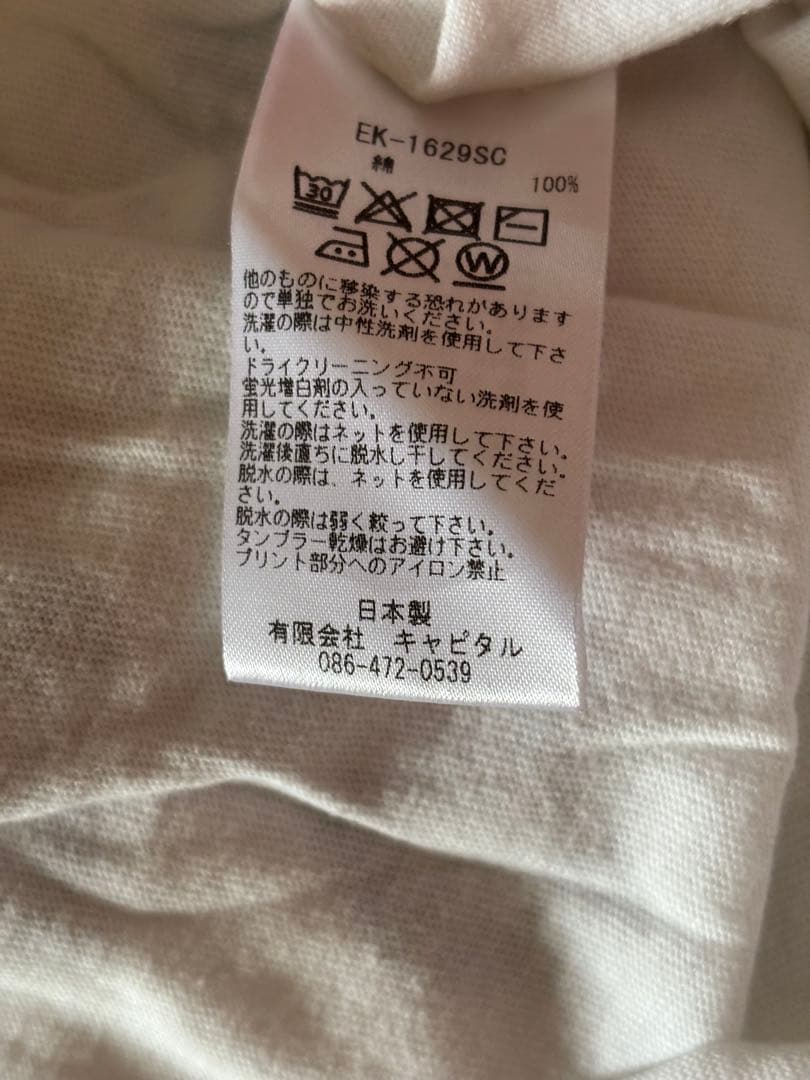 EK-1629SC
綿 100%
30
W
他のものに移染する恐れがあります
ので単独でお洗いください。
洗濯の際は中性洗剤を使用して下さ
い。
ドライクリーニング不可
蛍光増白剤の入っていない洗剤を使
用してください。
洗濯の際はネットを使用して下さい。
洗濯後直ちに脱水し干してください。
脱水の際は、ネットを使用してくだ
さい。
脱水の際は弱く絞って下さい。
タンブラー乾燥はお避け下さい。
プリント部分へのアイロン禁止
日本製
有限会社 キャピタル
086-472-0539